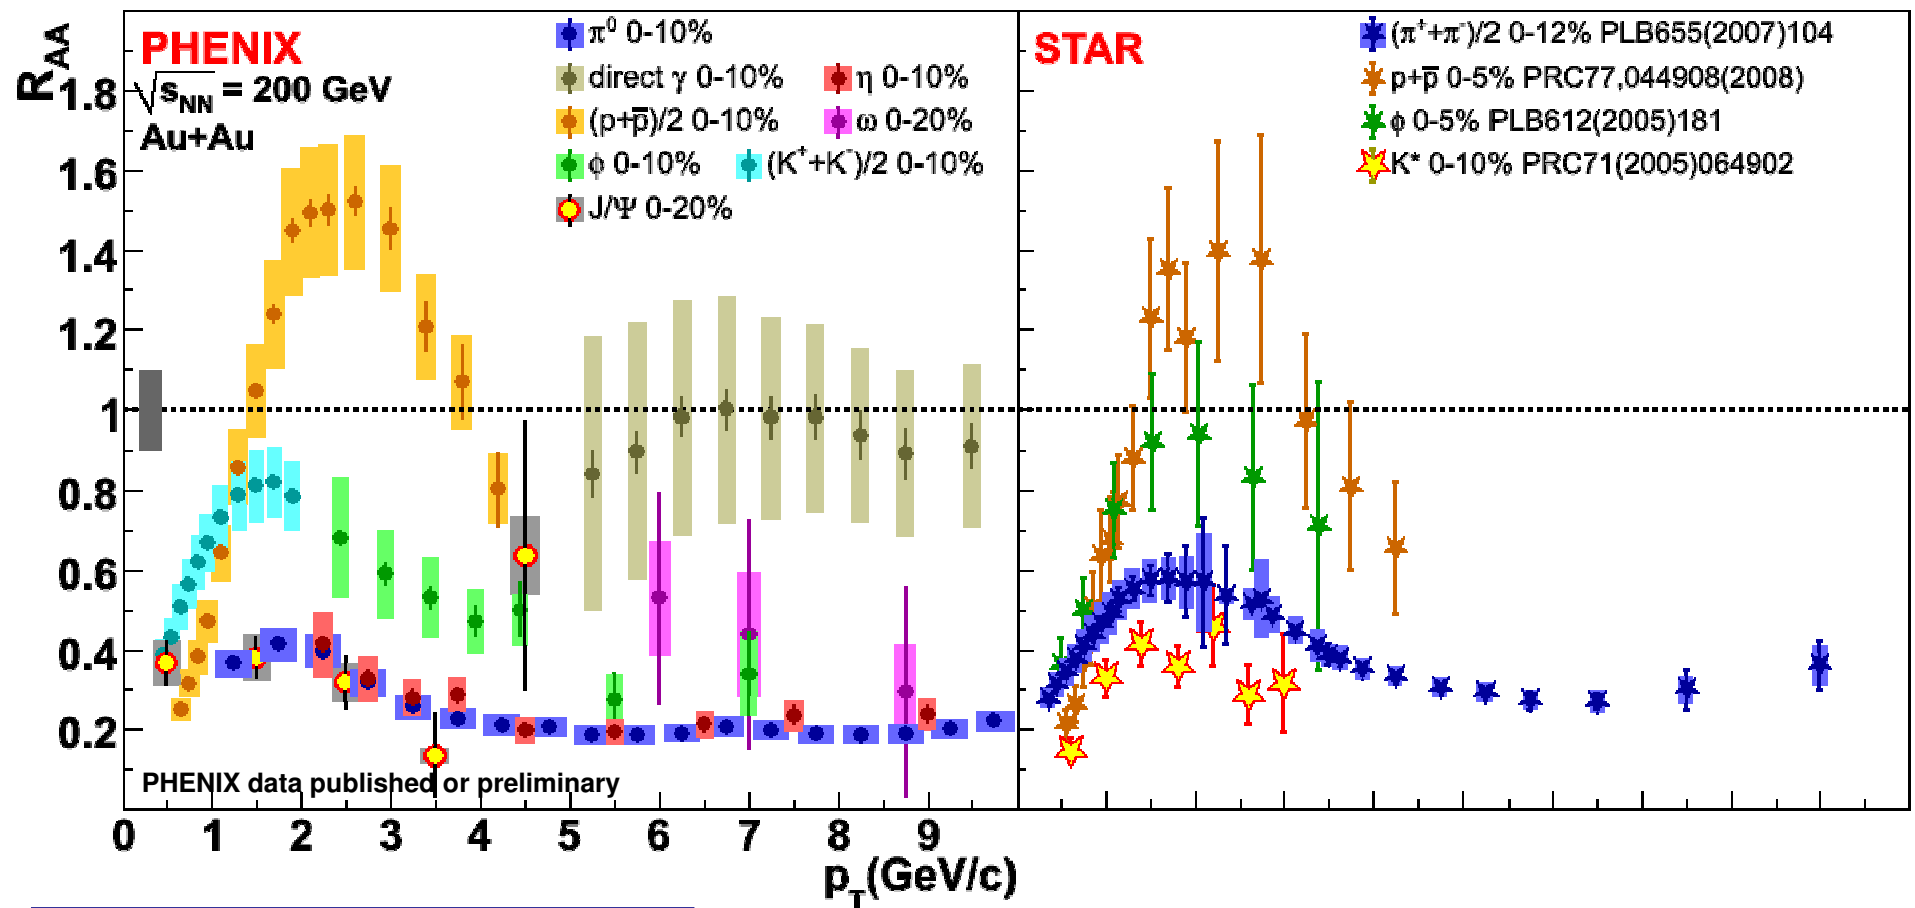 R_AA
PHENIX
√s_NN = 200 GeV
Au+Au
π⁰ 0-10%
direct γ 0-10%
η 0-10%
(p+p̅)/2 0-10%
ω 0-20%
ϕ 0-10%
(K⁺+K⁻)/2 0-10%
J/Ψ 0-20%
STAR
(π⁺+π⁻)/2 0-12% PLB655(2007)104
p+p̅ 0-5% PRC77,044908(2008)
ϕ 0-5% PLB612(2005)181
K* 0-10% PRC71(2005)064902
1.8
1.6
1.4
1.2
1
0.8
0.6
0.4
0.2
PHENIX data published or preliminary
0 1 2 3 4 5 6 7 8 9
p_T(GeV/c)